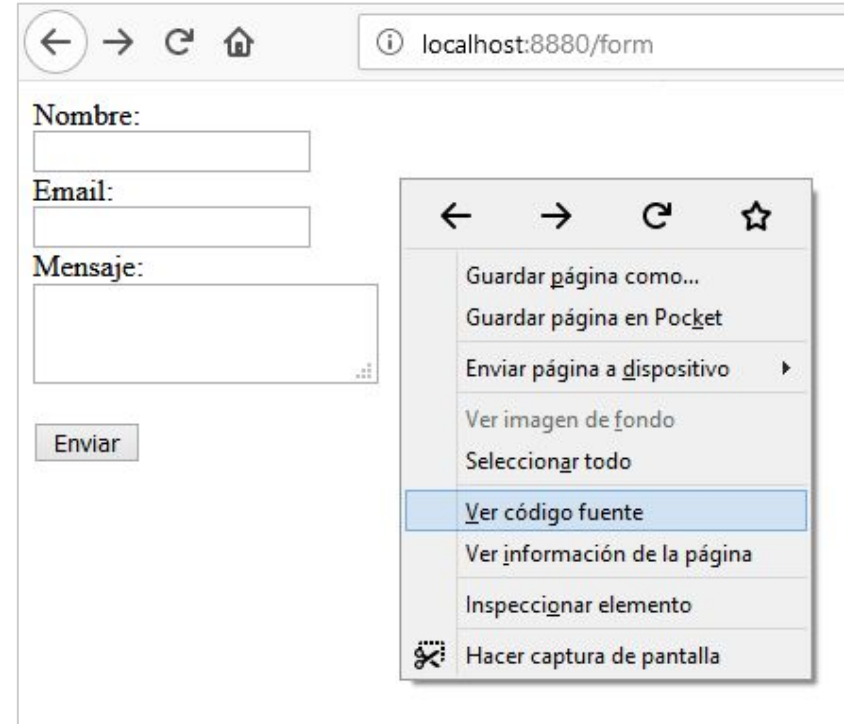 localhost:8880/form
Nombre:
Email:
Mensaje:
Enviar
Guardar página como...
Guardar página en Pocket
Enviar página a dispositivo
Ver imagen de fondo
Seleccionar todo
Ver código fuente
Ver información de la página
Inspeccionar elemento
Hacer captura de pantalla